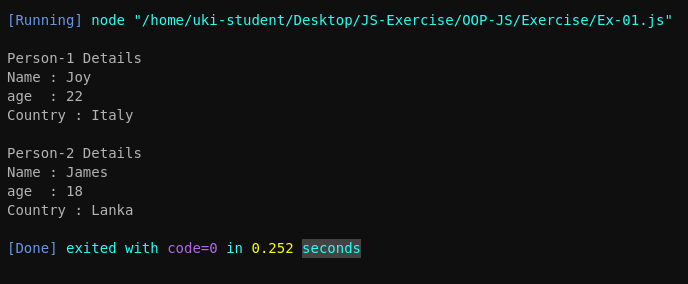 [Running] node "/home/uki-student/Desktop/JS-Exercise/OOP-JS/Exercise/Ex-01.js"
Person-1 Details
Name : Joy
age  : 22
Country : Italy
Person-2 Details
Name : James
age  : 18
Country : Lanka
[Done] exited with code=0 in 0.252 seconds